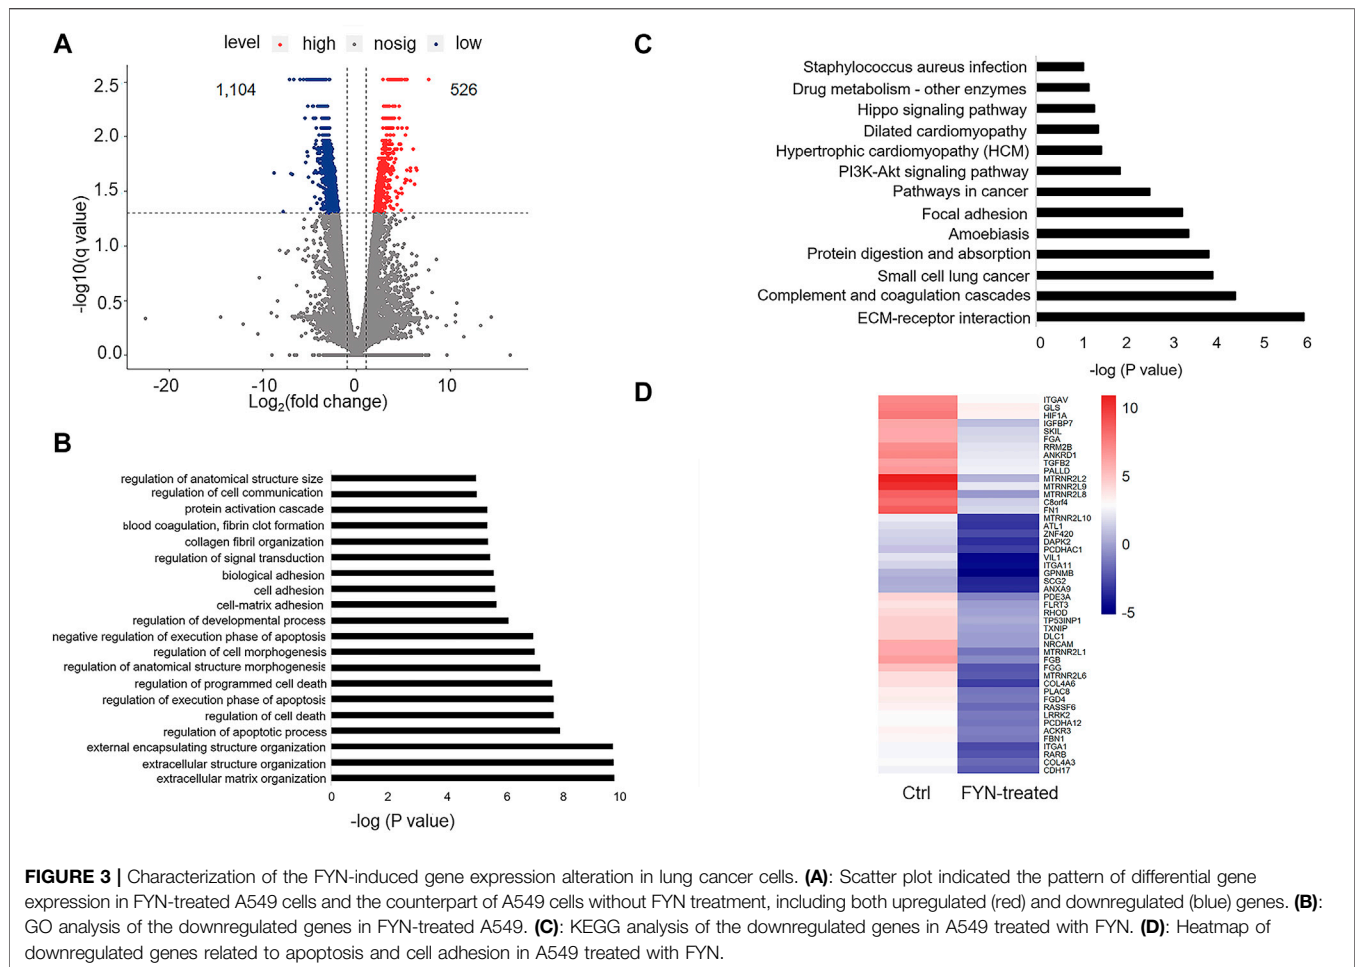 A
level high nosig low
1,104
526
2.5
2.0
1.5
1.0
0.5
0.0
-log10(q value)
-20 -10 0 10
Log2(fold change)
B
regulation of anatomical structure size
regulation of cell communication
protein activation cascade
blood coagulation, fibrin clot formation
collagen fibril organization
regulation of signal transduction
biological adhesion
cell adhesion
cell-matrix adhesion
regulation of developmental process
negative regulation of execution phase of apoptosis
regulation of cell morphogenesis
regulation of anatomical structure morphogenesis
regulation of programmed cell death
regulation of execution phase of apoptosis
regulation of cell death
regulation of apoptotic process
external encapsulating structure organization
extracellular structure organization
extracellular matrix organization
0 2 4 6 8 10
-log (P value)
C
Staphylococcus aureus infection
Drug metabolism - other enzymes
Hippo signaling pathway
Dilated cardiomyopathy
Hypertrophic cardiomyopathy (HCM)
PI3K-Akt signaling pathway
Pathways in cancer
Focal adhesion
Amoebiasis
Protein digestion and absorption
Small cell lung cancer
Complement and coagulation cascades
ECM-receptor interaction
0 1 2 3 4 5 6
-log (P value)
D
ITGAV
GLS
HIF1A
IGFBP7
SKIL
FGA
RRM2B
ANKRD1
TGFB2
PALLD
MTRNR2L2
MTRNR2L9
MTRNR2L8
C8orf4
FN1
MTRNR2L10
ATL1
ZNF420
DAPK2
PCDHAC1
VIL1
ITGA11
GPNMB
SCG2
ANXA9
PDE3A
FLRT3
RHOD
TP53INP1
TXNIP
DLC1
NRCAM
MTRNR2L1
FGB
FGG
MTRNR2L6
COL4A6
PLAC8
FGD4
RASSF6
LRRK2
PCDHA12
ACKR3
FBN1
ITGA1
RARB
COL4A3
CDH17
10
5
0
-5
Ctrl FYN-treated
FIGURE 3 | Characterization of the FYN-induced gene expression alteration in lung cancer cells. (A): Scatter plot indicated the pattern of differential gene
expression in FYN-treated A549 cells and the counterpart of A549 cells without FYN treatment, including both upregulated (red) and downregulated (blue) genes. (B):
GO analysis of the downregulated genes in FYN-treated A549. (C): KEGG analysis of the downregulated genes in A549 treated with FYN. (D): Heatmap of
downregulated genes related to apoptosis and cell adhesion in A549 treated with FYN.